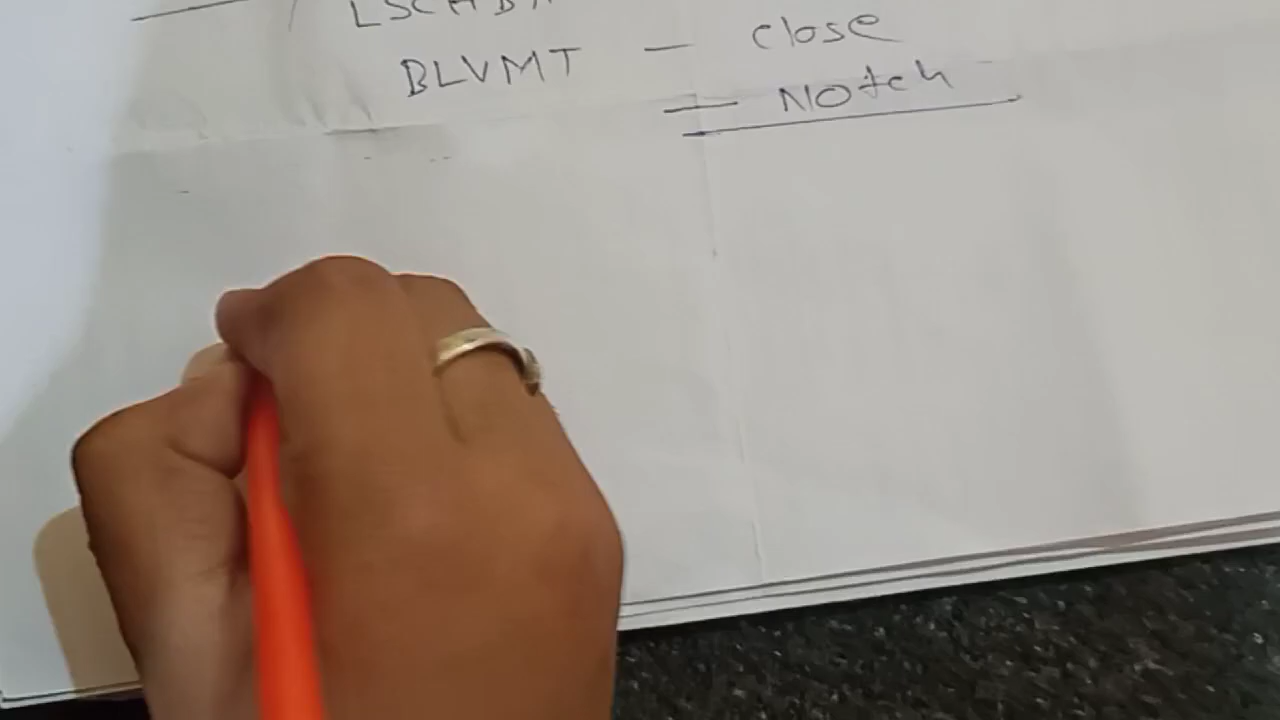 BLVMT — close
— Notch